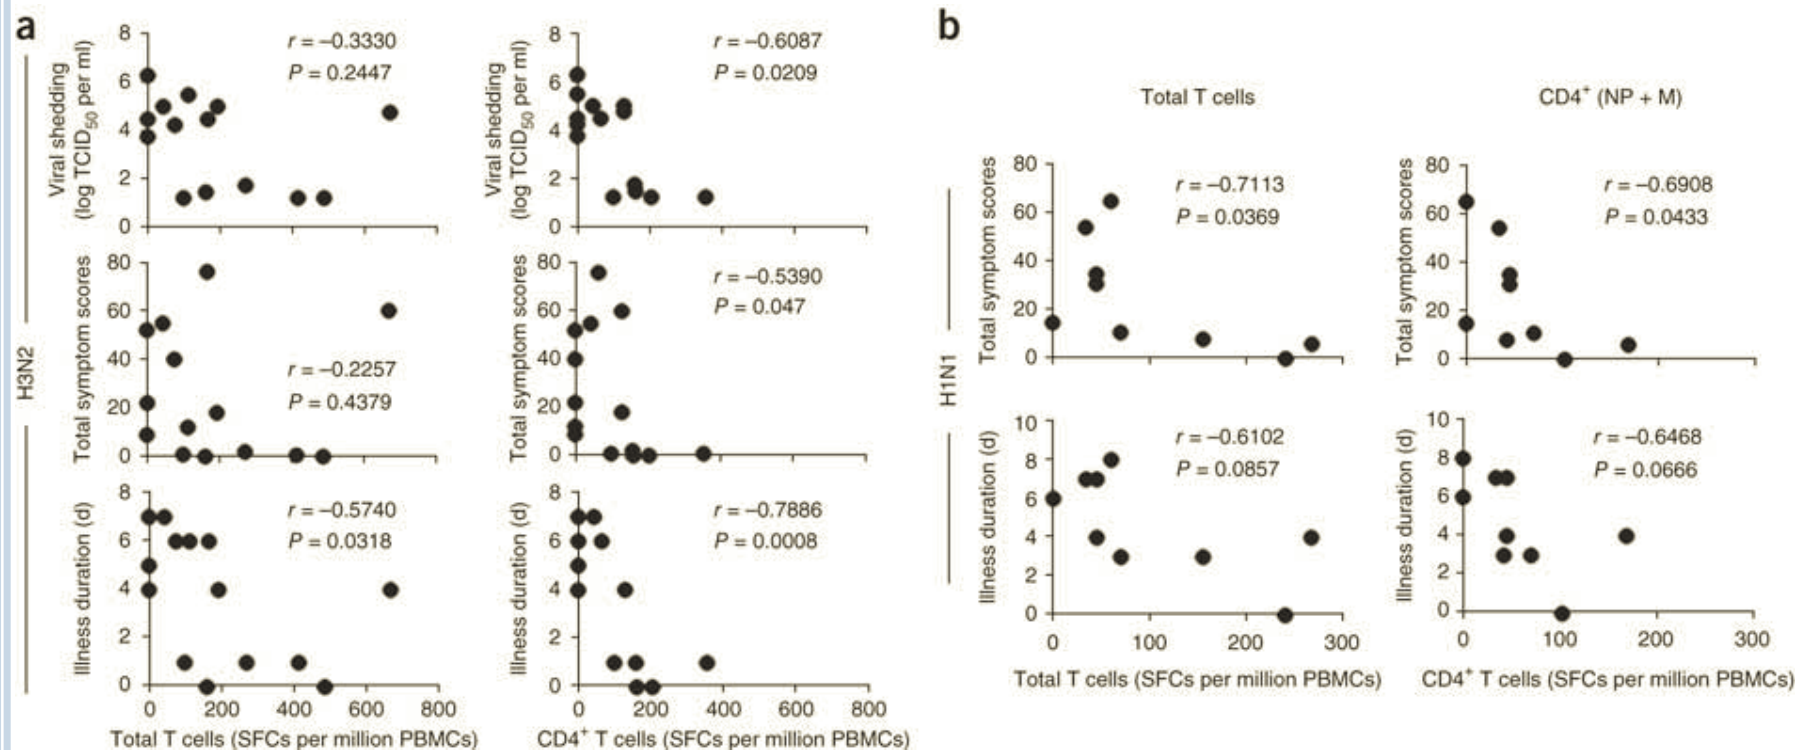 a
H3N2
Viral shedding
(log TCID50 per ml)
8
6
4
2
0
r = –0.3330
P = 0.2447
Viral shedding
(log TCID50 per ml)
8
6
4
2
0
r = –0.6087
P = 0.0209
Total symptom scores
80
60
40
20
0
r = –0.2257
P = 0.4379
Total symptom scores
80
60
40
20
0
r = –0.5390
P = 0.047
Illness duration (d)
8
6
4
2
0
r = –0.5740
P = 0.0318
0 200 400 600 800
Total T cells (SFCs per million PBMCs)
Illness duration (d)
8
6
4
2
0
r = –0.7886
P = 0.0008
0 200 400 600 800
CD4+ T cells (SFCs per million PBMCs)
b
H1N1
Total T cells
CD4+ (NP + M)
Total symptom scores
80
60
40
20
0
r = –0.7113
P = 0.0369
Total symptom scores
80
60
40
20
0
r = –0.6908
P = 0.0433
Illness duration (d)
10
8
6
4
2
0
r = –0.6102
P = 0.0857
0 100 200 300
Total T cells (SFCs per million PBMCs)
Illness duration (d)
10
8
6
4
2
0
r = –0.6468
P = 0.0666
0 100 200 300
CD4+ T cells (SFCs per million PBMCs)